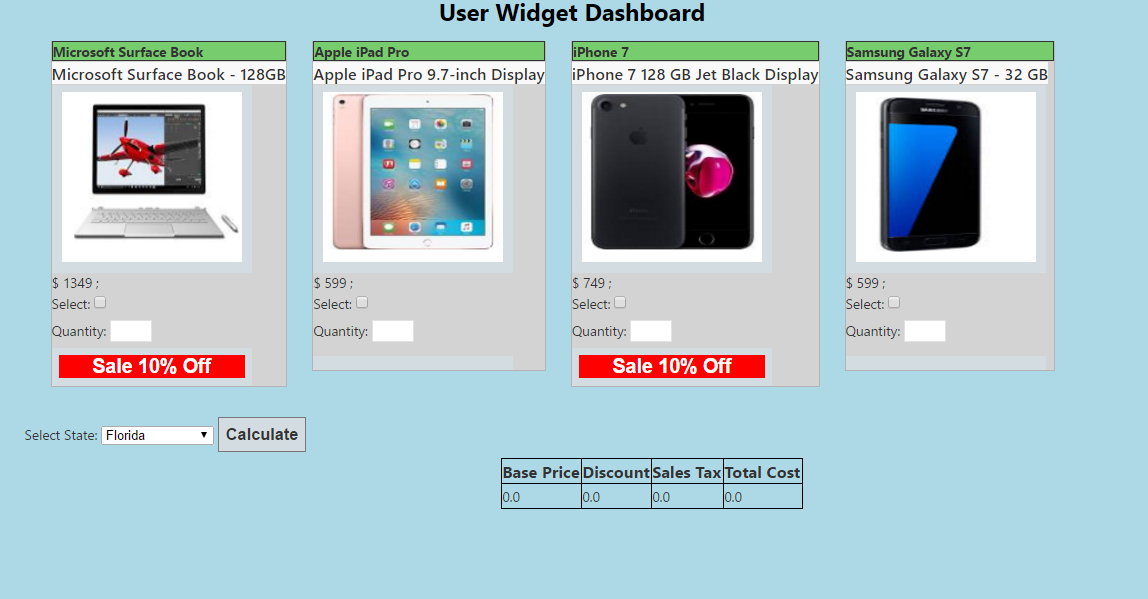 User Widget Dashboard
Microsoft Surface Book
Microsoft Surface Book - 128GB
$ 1349 ;
Select:
Quantity:
Sale 10% Off
Apple iPad Pro
Apple iPad Pro 9.7-inch Display
$ 599 ;
Select:
Quantity:
iPhone 7
iPhone 7 128 GB Jet Black Display
$ 749 ;
Select:
Quantity:
Sale 10% Off
Samsung Galaxy S7
Samsung Galaxy S7 - 32 GB
SAMSUNG
$ 599 ;
Select:
Quantity:
Select State: Florida Calculate
Base Price Discount Sales Tax Total Cost
0.0 0.0 0.0 0.0